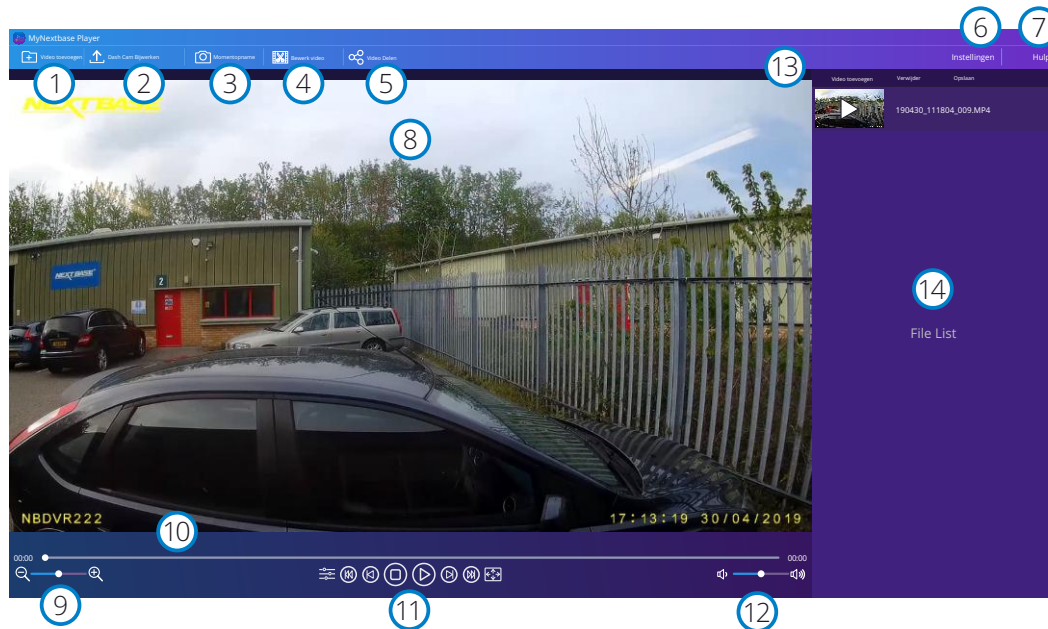 MyNextbase Player
6
7
1
2
3
4
5
13
Video toevoegen
Dash Cam Bijwerken
Momentopname
Bewerk video
Video Delen
Instellingen
Hulp
Video toevoegen
Verwijder
Opslaan
190430_111804_009.MP4
NEXTBASE
8
NEXTBASE
2
14
File List
NBDVR222
17:13:19 30/04/2019
10
00:00
00:00
9
11
12